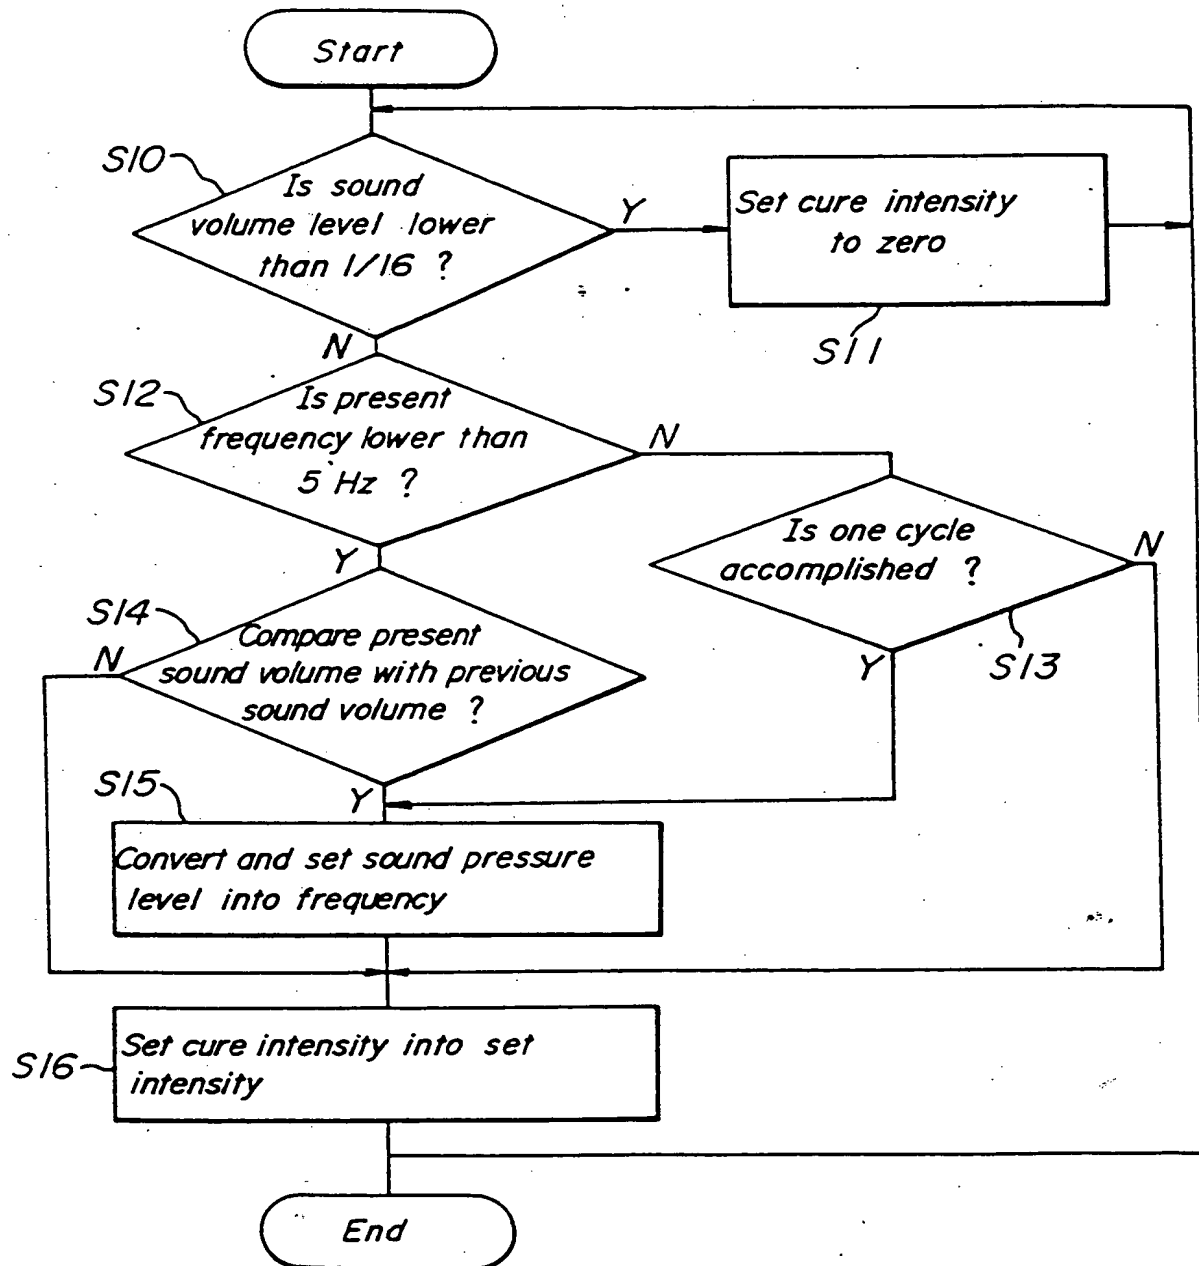 Start
S10
Is sound
volume level lower
than 1/16 ?
Y
Set cure intensity
to zero
S11
N
S12
Is present
frequency lower than
5 Hz ?
N
Y
Is one cycle
accomplished ?
N
S13
Y
S14
Compare present
sound volume with previous
sound volume ?
N
Y
S15
Convert and set sound pressure
level into frequency
S16
Set cure intensity into set
intensity
End